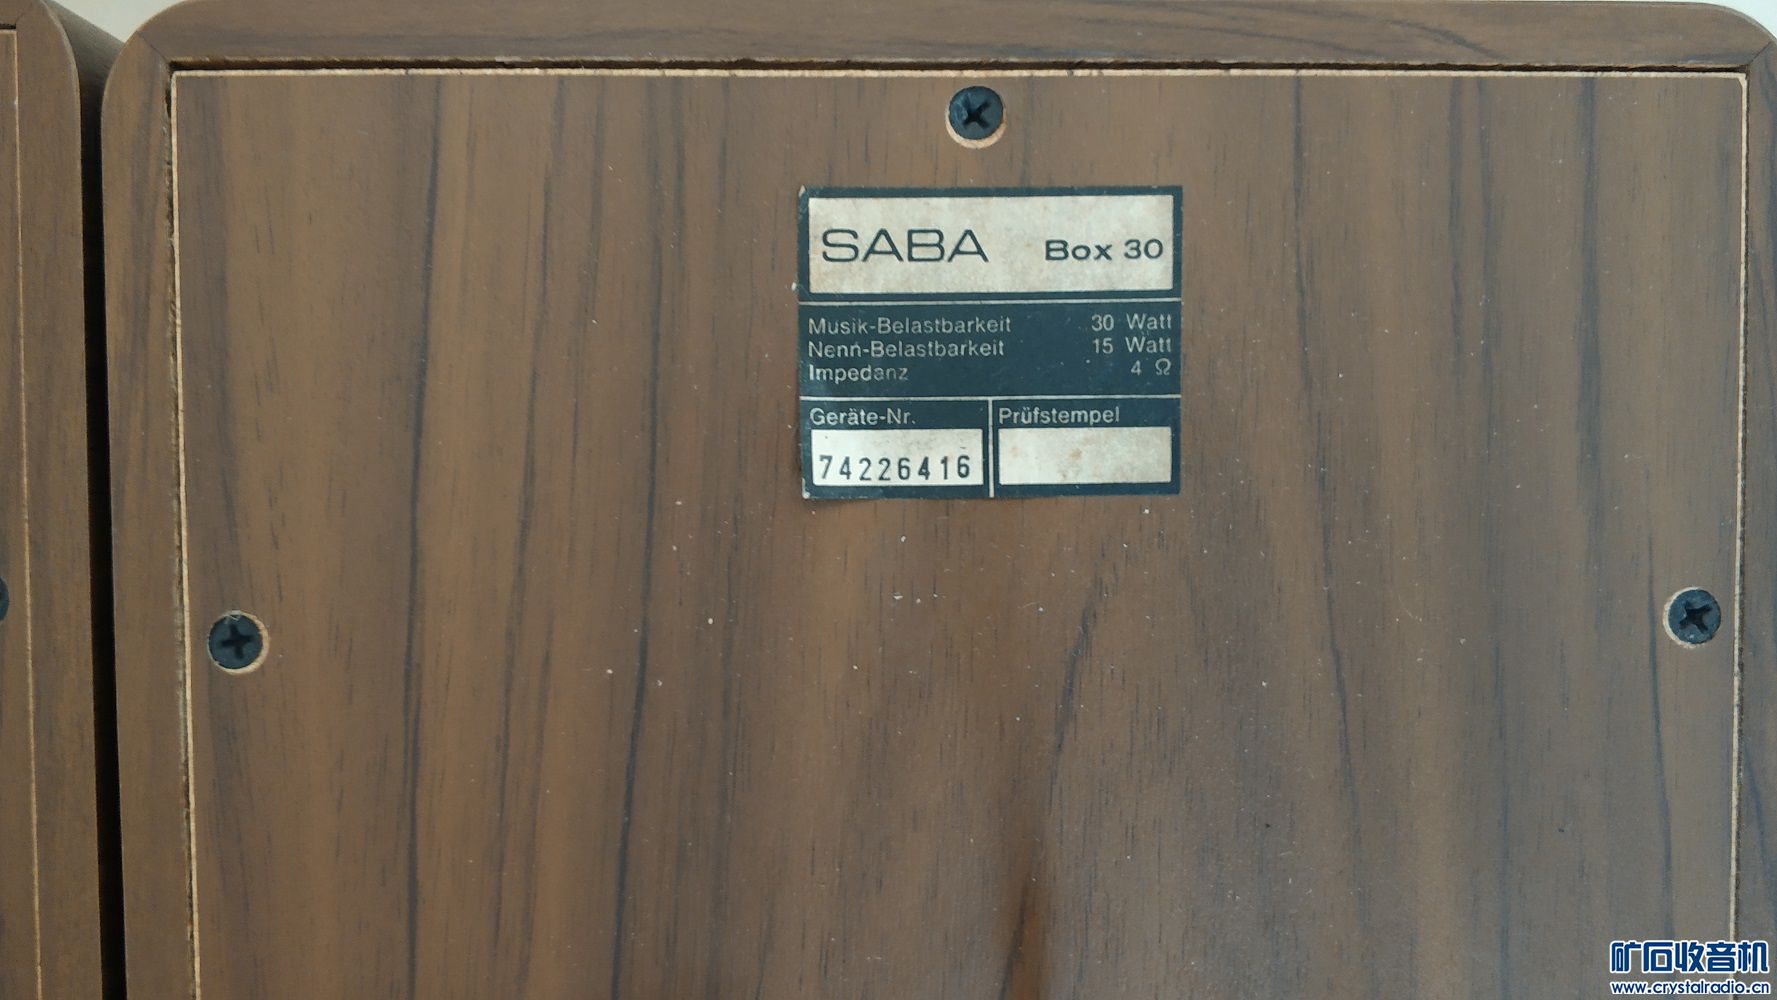 SABA Box 30
Musik-Belastbarkeit 30 Watt
Nenn-Belastbarkeit 15 Watt
Impedanz 4 Ω
Geräte-Nr. Prüfstempel
74226416
矿石收音机
www.crystalradio.cn